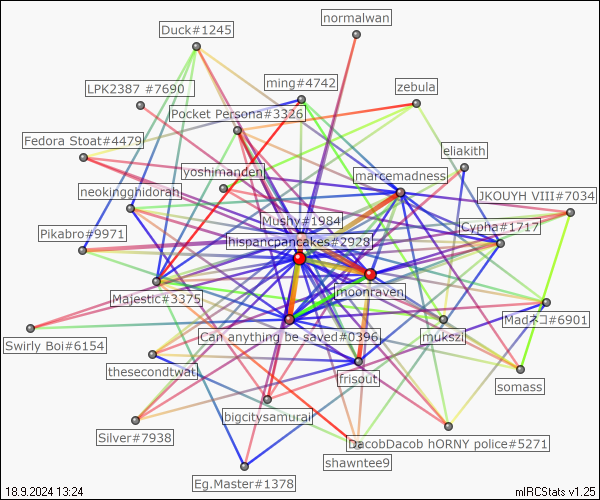 normalwan
Duck#1245
ming#4742
LPK2387 #7690
zebula
Pocket Persona#3326
Fedora Stoat#4479
eliakith
yoshimanden
marcemadness
neokingghidorah
JKOUYH VIII#7034
Mushy#1984
Cypha#1717
Pikabro#9971
hispancpancakes#2928
moonraven
Majestic#3375
Madネコ#6901
Can anything be saved#0396
mukszi
Swirly Boi#6154
thesecondtwat
frisout
somass
bigcitysamurai
Silver#7938
DacobDacob hORNY police#5271
shawntee9
Eg.Master#1378
18.9.2024 13:24
mIRCStats v1.25